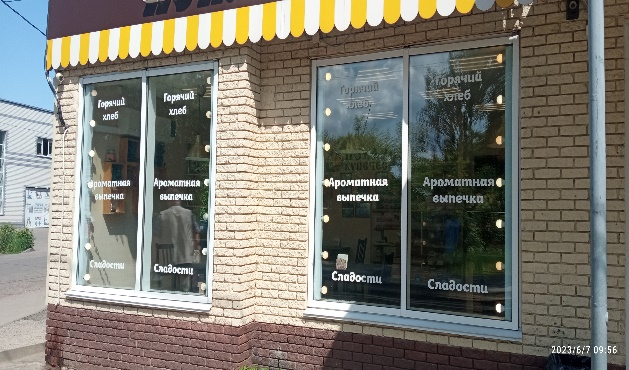 Горячий
хлеб
Ароматная
выпечка
Сладости
Горячий
хлеб
Ароматная
выпечка
Сладости
Горячий
хлеб
Ароматная
выпечка
Сладости
Горячий
хлеб
Ароматная
выпечка
Сладости
2023/6/7 09:56